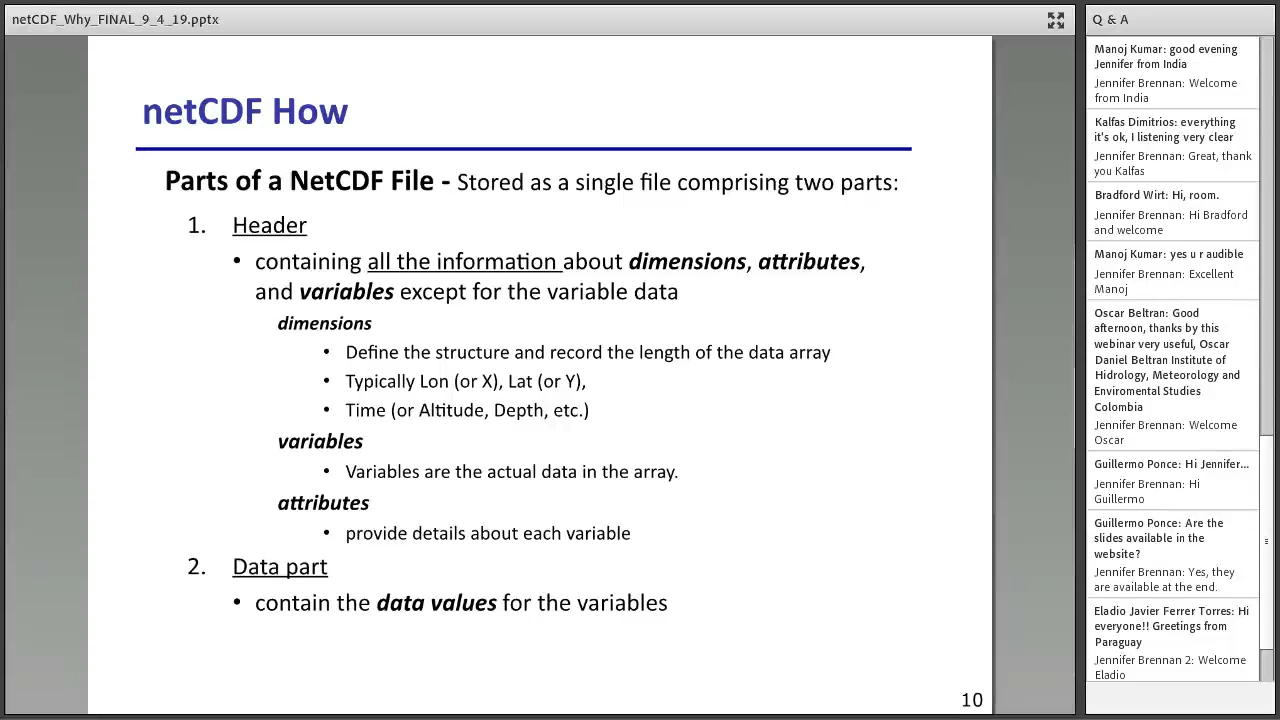 netCDF_Why_FINAL_9_4_19.pptx
netCDF How
Parts of a NetCDF File - Stored as a single file comprising two parts:
1. Header
• containing all the information about dimensions, attributes,
and variables except for the variable data
dimensions
• Define the structure and record the length of the data array
• Typically Lon (or X), Lat (or Y),
• Time (or Altitude, Depth, etc.)
variables
• Variables are the actual data in the array.
attributes
• provide details about each variable
2. Data part
• contain the data values for the variables
10
Q & A
Manoj Kumar: good evening
Jennifer from India
Jennifer Brennan: Welcome
from India
Kalfas Dimitrios: everything
it's ok, I listening very clear
Jennifer Brennan: Great, thank
you Kalfas
Bradford Wirt: Hi, room.
Jennifer Brennan: Hi Bradford
and welcome
Manoj Kumar: yes u r audible
Jennifer Brennan: Excellent
Manoj
Oscar Beltran: Good
afternoon, thanks by this
webinar very useful, Oscar
Daniel Beltran Institute of
Hidrology, Meteorology and
Enviromental Studies
Colombia
Jennifer Brennan: Welcome
Oscar
Guillermo Ponce: Hi Jennifer...
Jennifer Brennan: Hi
Guillermo
Guillermo Ponce: Are the
slides available in the
website?
Jennifer Brennan: Yes, they
are available at the end.
Eladio Javier Ferrer Torres: Hi
everyone!! Greetings from
Paraguay
Jennifer Brennan 2: Welcome
Eladio